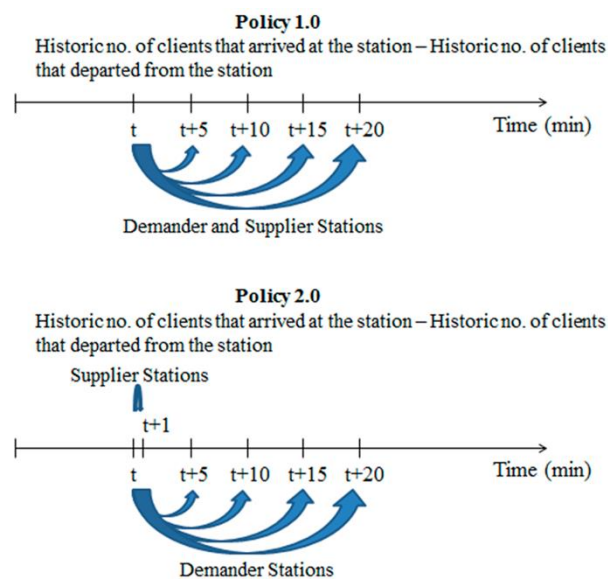 Policy 1.0
Historic no. of clients that arrived at the station – Historic no. of clients
that departed from the station
t t+5 t+10 t+15 t+20 Time (min)
Demander and Supplier Stations
Policy 2.0
Historic no. of clients that arrived at the station – Historic no. of clients
that departed from the station
Supplier Stations
t+1
t t+5 t+10 t+15 t+20 Time (min)
Demander Stations